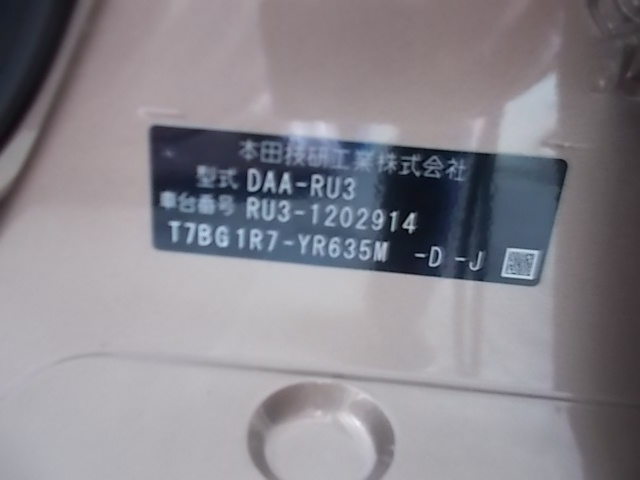 本田技研工業株式会社
型式 DAA-RU3
車台番号 RU3-1202914
T7BG1R7-YR635M -D -J